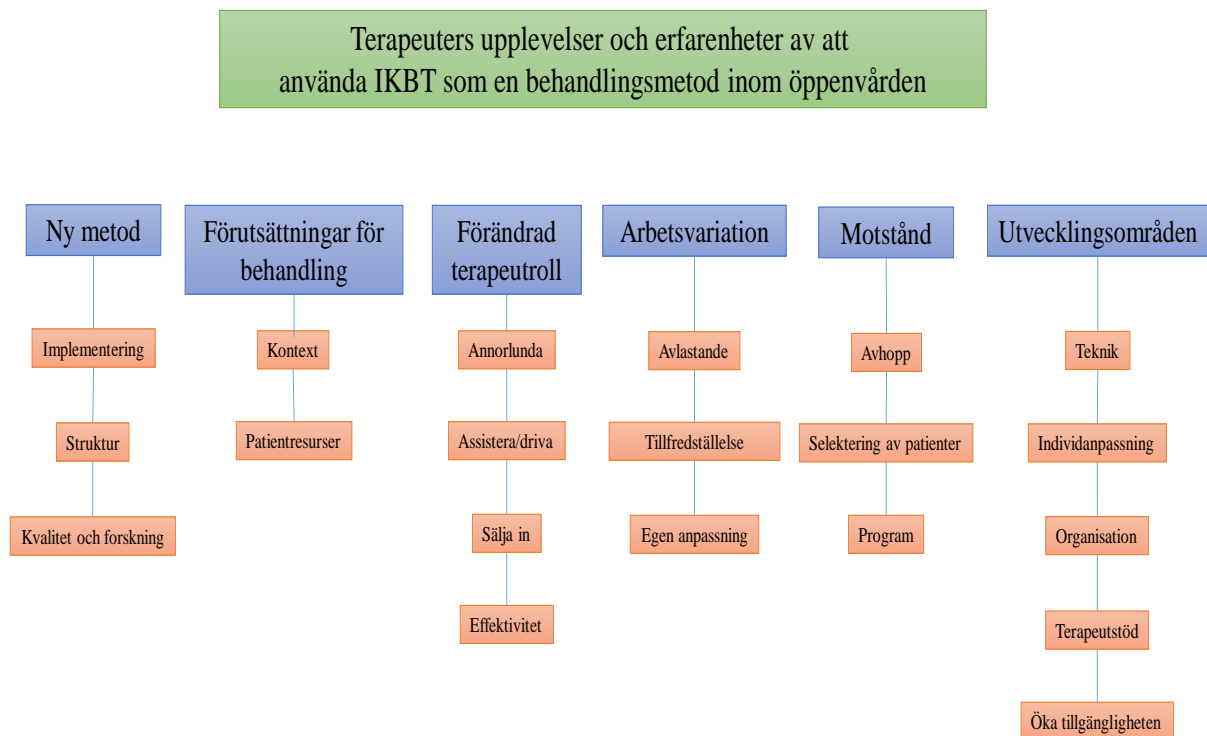 Terapeuters upplevelser och erfarenheter av att
använda IKBT som en behandlingsmetod inom öppenvården
Ny metod
Implementering
Struktur
Kvalitet och forskning
Förutsättningar för
behandling
Kontext
Patientresurser
Förändrad
terapeutroll
Annorlunda
Assistera/driva
Sälja in
Effektivitet
Arbetsvariation
Avlastande
Tillfredställelse
Egen anpassning
Motstånd
Avhopp
Selektering av patienter
Program
Utvecklingsområden
Teknik
Individanpassning
Organisation
Terapeutstöd
Öka tillgängligheten